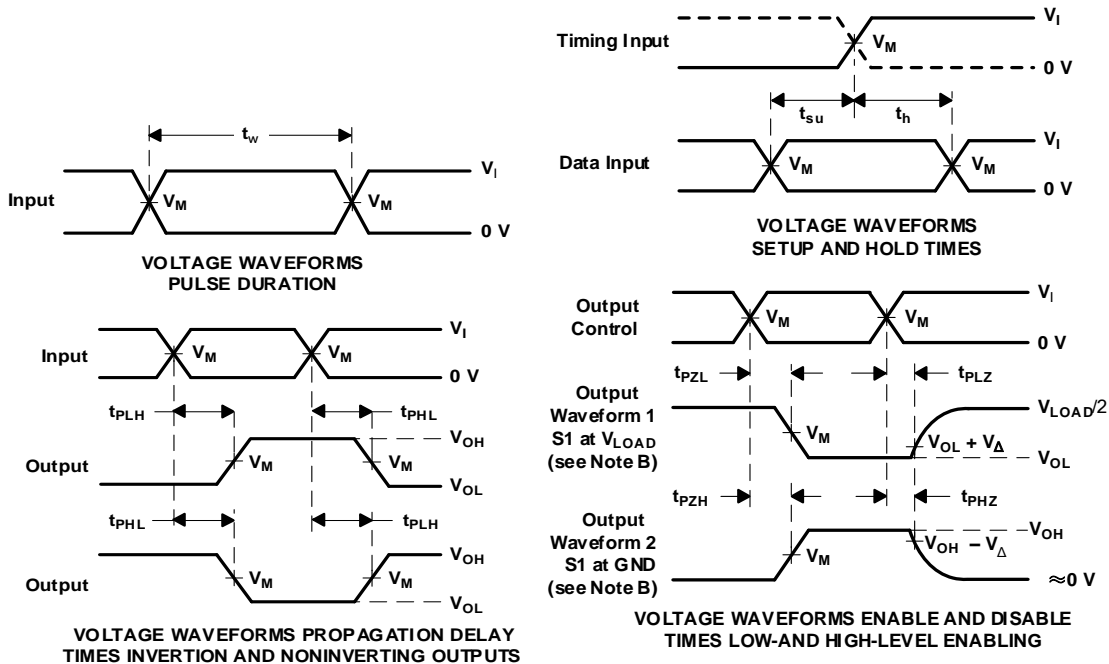 t_w
V_I
Input
V_M
V_M
0 V
VOLTAGE WAVEFORMS
PULSE DURATION
V_I
Timing Input
V_M
0 V
t_su
t_h
V_I
Data Input
V_M
V_M
0 V
VOLTAGE WAVEFORMS
SETUP AND HOLD TIMES
V_I
Input
V_M
V_M
0 V
t_PLH
t_PHL
V_OH
Output
V_M
V_M
V_OL
t_PHL
t_PLH
V_OH
Output
V_M
V_M
V_OL
VOLTAGE WAVEFORMS PROPAGATION DELAY
TIMES INVERTION AND NONINVERTING OUTPUTS
V_I
Output
Control
V_M
V_M
0 V
t_PZL
t_PLZ
Output
Waveform 1
S1 at V_LOAD
(see Note B)
V_LOAD/2
V_M
V_OL + V_Δ
V_OL
t_PZH
t_PHZ
Output
Waveform 2
S1 at GND
(see Note B)
V_OH
V_OH − V_Δ
V_M
≈0 V
VOLTAGE WAVEFORMS ENABLE AND DISABLE
TIMES LOW-AND HIGH-LEVEL ENABLING